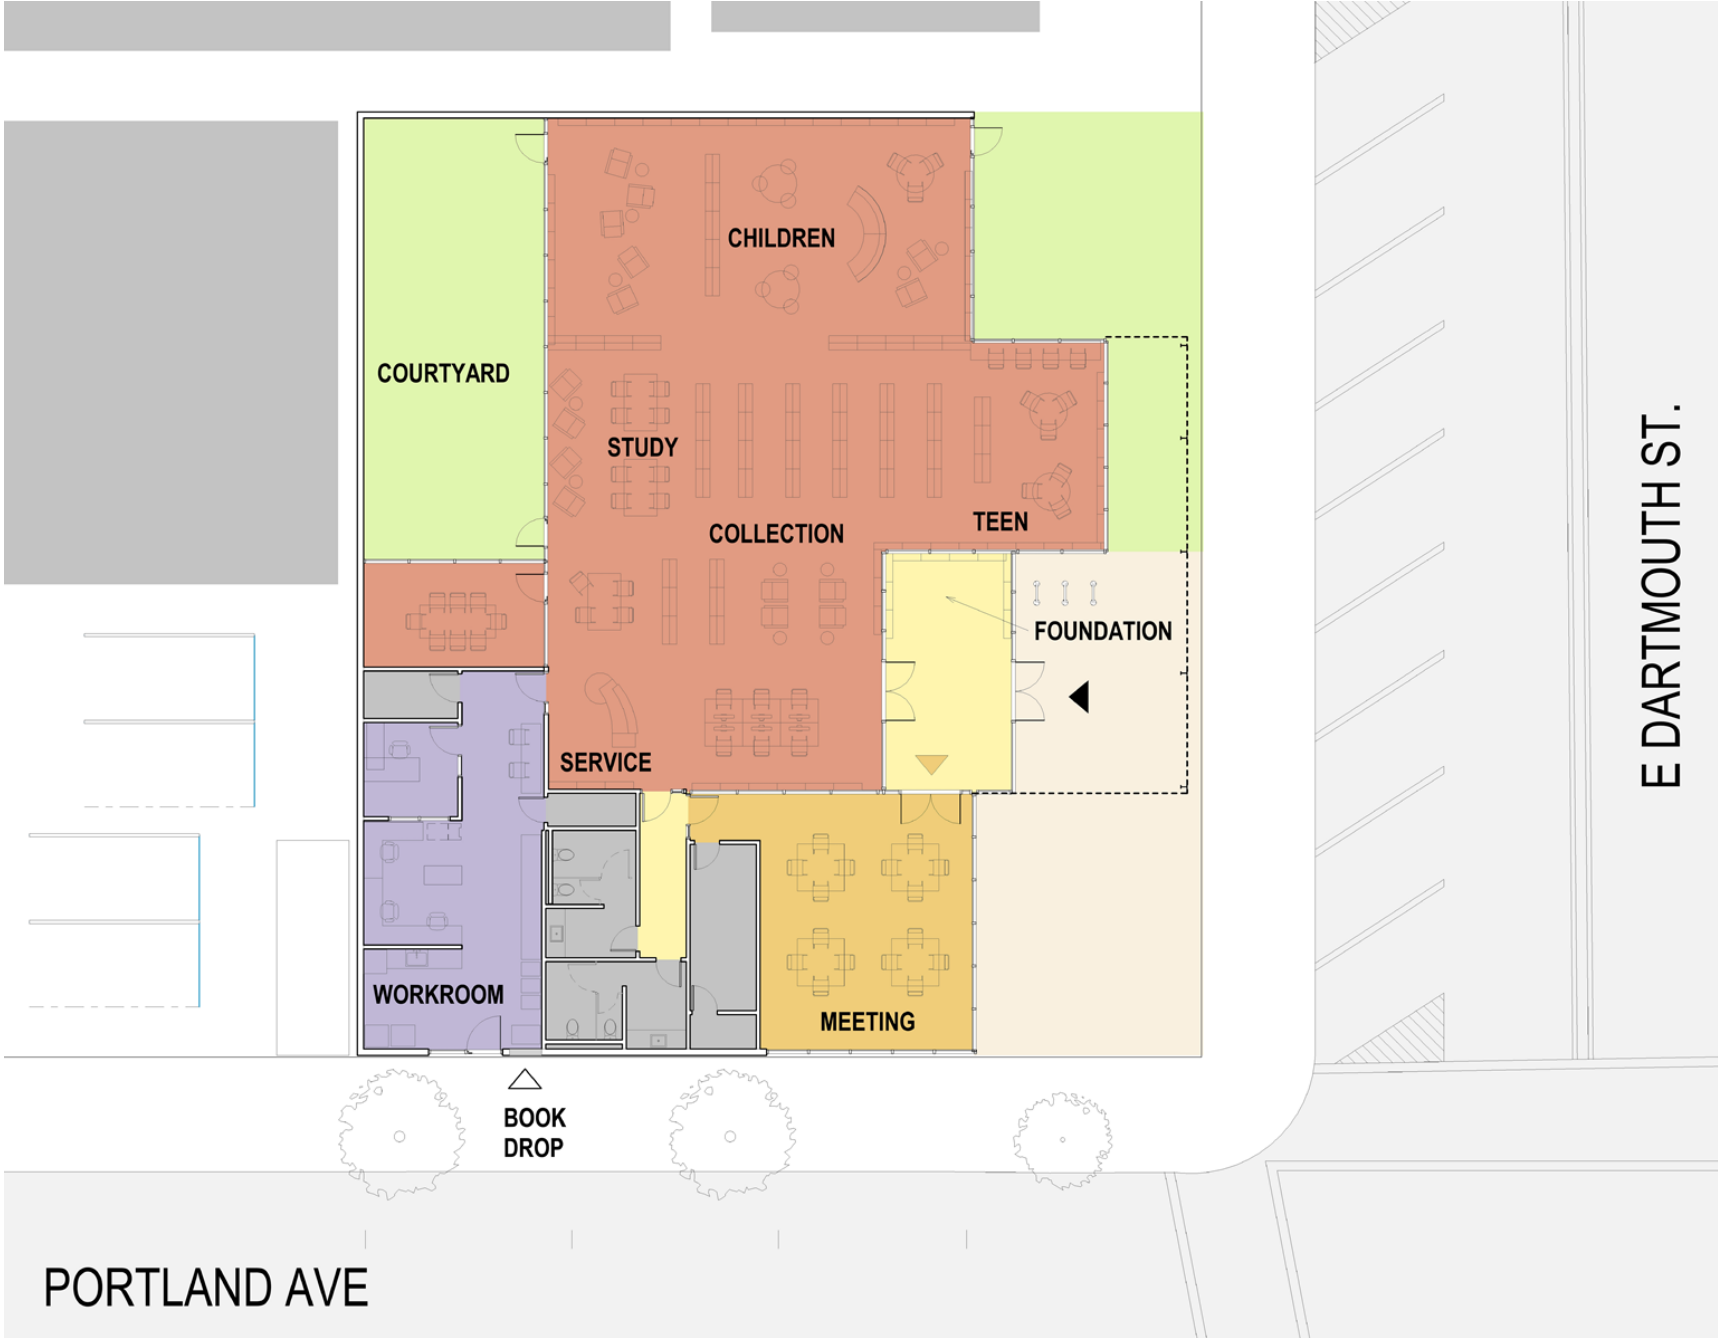 CHILDREN
COURTYARD
STUDY
COLLECTION
TEEN
FOUNDATION
SERVICE
WORKROOM
MEETING
BOOK
DROP
PORTLAND AVE
E DARTMOUTH ST.